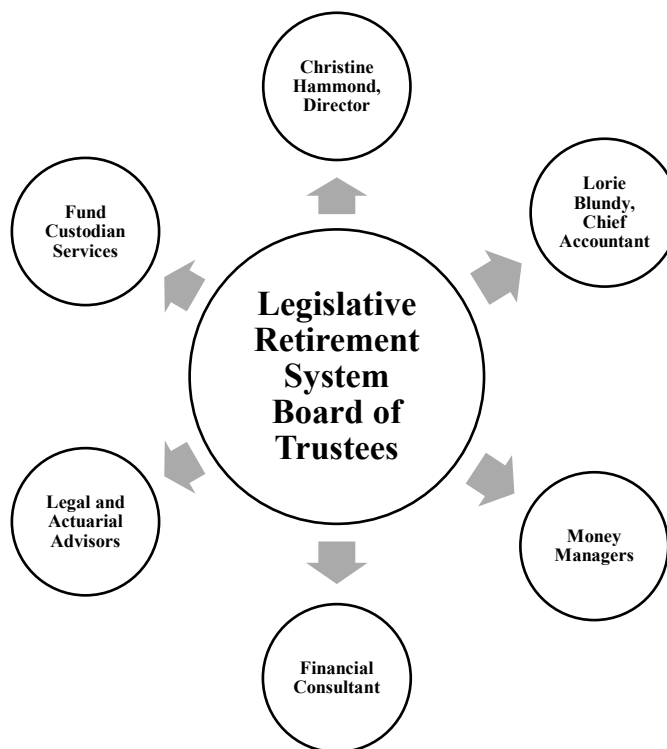 Christine
Hammond,
Director
Lorie
Blundy,
Chief
Accountant
Fund
Custodian
Services
Legislative
Retirement
System
Board of
Trustees
Legal and
Actuarial
Advisors
Money
Managers
Financial
Consultant